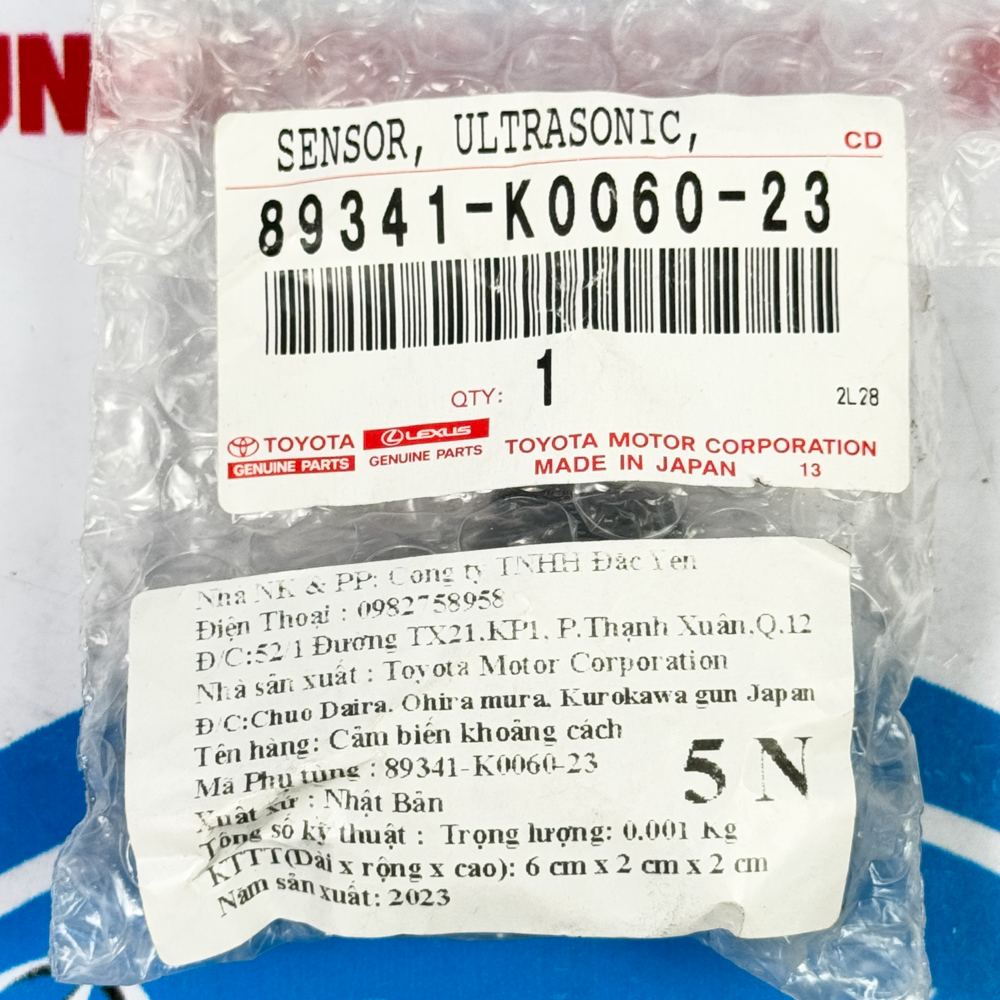 UN
SENSOR, ULTRASONIC,
CD
89341-K0060-23
1
QTY:
2L28
TOYOTA
GENUINE PARTS
LEXUS
GENUINE PARTS
TOYOTA MOTOR CORPORATION
MADE IN JAPAN 13
Nhà NK & PP: Công ty TNHH Đắc Yến
Điện Thoại : 0982758958
Đ/C:52/1 Đường TX21.KP1. P.Thạnh Xuân.Q.12
Nhà sản xuất : Toyota Motor Corporation
Đ/C:Chuo Daira. Ohira mura. Kurokawa gun Japan
Tên hàng: Cảm biến khoảng cách
Mã Phụ tùng : 89341-K0060-23
5 N
Xuất xứ : Nhật Bản
Tổng số kỹ thuật : Trọng lượng: 0.001 Kg
KTTT(Dài x rộng x cao): 6 cm x 2 cm x 2 cm
Năm sản xuất: 2023